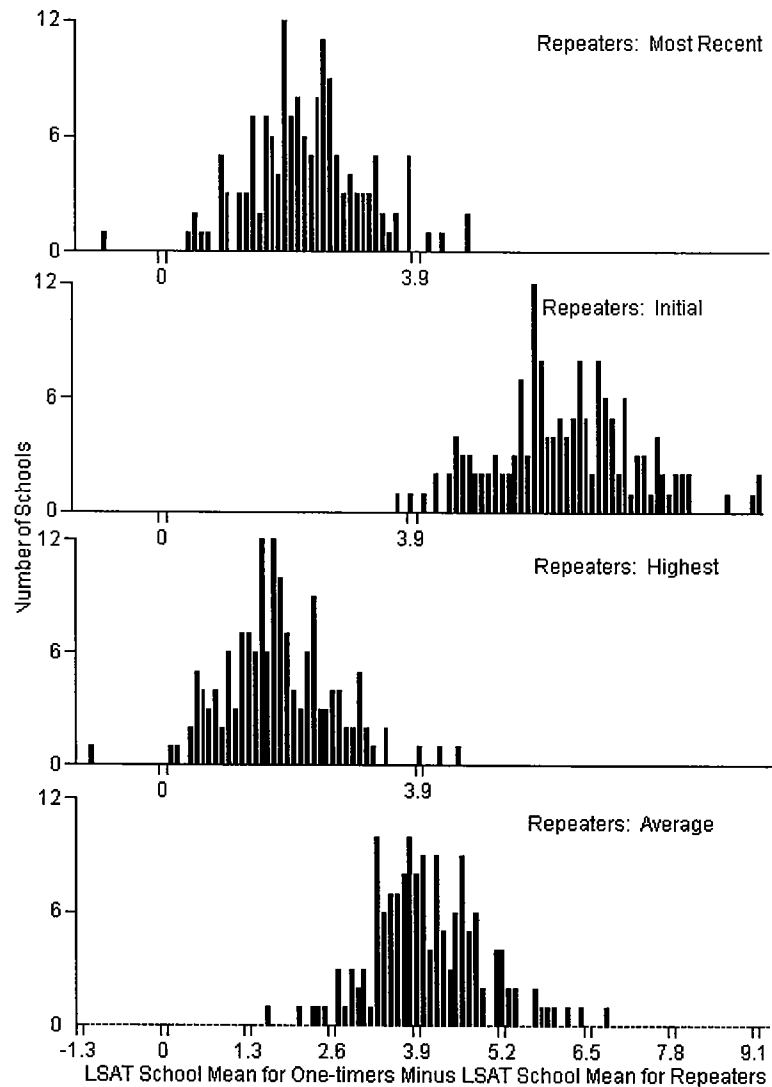 12
Repeaters: Most Recent
6
0
0 3.9
12
Repeaters: Initial
6
0
0 3.9
Number of Schools
12
Repeaters: Highest
6
0
0 3.9
12
Repeaters: Average
6
0
-1.3 0 1.3 2.6 3.9 5.2 6.5 7.8 9.1
LSAT School Mean for One-timers Minus LSAT School Mean for Repeaters